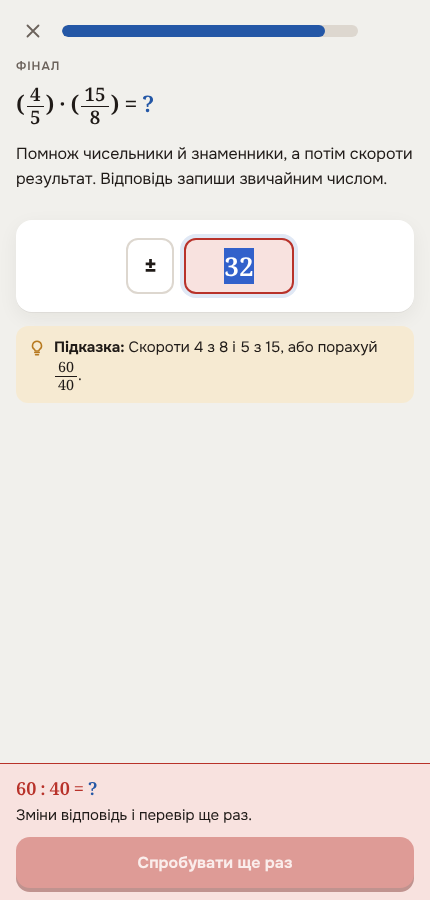 ФІНАЛ
(4/5) · (15/8) = ?
Помнож чисельники й знаменники, а потім скороти
результат. Відповідь запиши звичайним числом.
± 32
Підказка: Скороти 4 з 8 і 5 з 15, або порахуй
60/40.
60 : 40 = ?
Зміни відповідь і перевір ще раз.
Спробувати ще раз